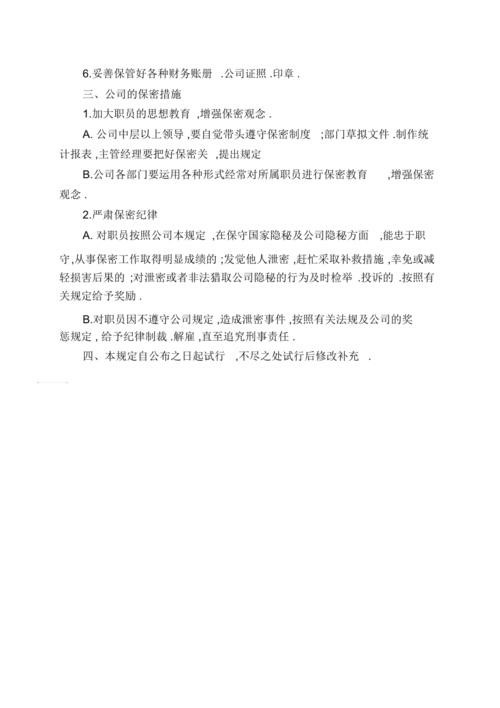 6.妥善保管好各种财务账册 .公司证照 .印章 .
三、公司的保密措施
1.加大职员的思想教育 ,增强保密观念 .
A. 公司中层以上领导 ,要自觉带头遵守保密制度 ;部门草拟文件 .制作统
计报表 ,主管经理要把好保密关 ,提出规定
B.公司各部门要运用各种形式经常对所属职员进行保密教育 ,增强保密
观念 .
2.严肃保密纪律
A. 对职员按照公司本规定 ,在保守国家隐秘及公司隐秘方面 ,能忠于职
守,从事保密工作取得明显成绩的 ;发觉他人泄密 ,赶忙采取补救措施 ,幸免或减
轻损害后果的 ;对泄密或者非法猎取公司隐秘的行为及时检举 .投诉的 .按照有
关规定给予奖励 .
B.对职员因不遵守公司规定 ,造成泄密事件 ,按照有关法规及公司的奖
惩规定 , 给予纪律制裁 .解雇 ,直至追究刑事责任 .
四、本规定自公布之日起试行 ,不尽之处试行后修改补充 .